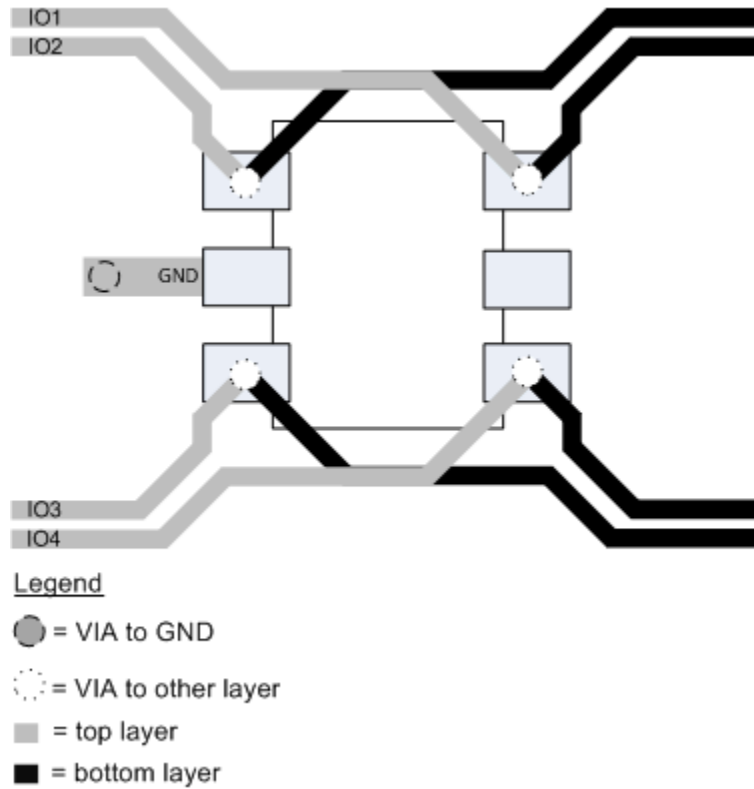 IO1
IO2
GND
IO3
IO4
Legend
= VIA to GND
= VIA to other layer
= top layer
= bottom layer